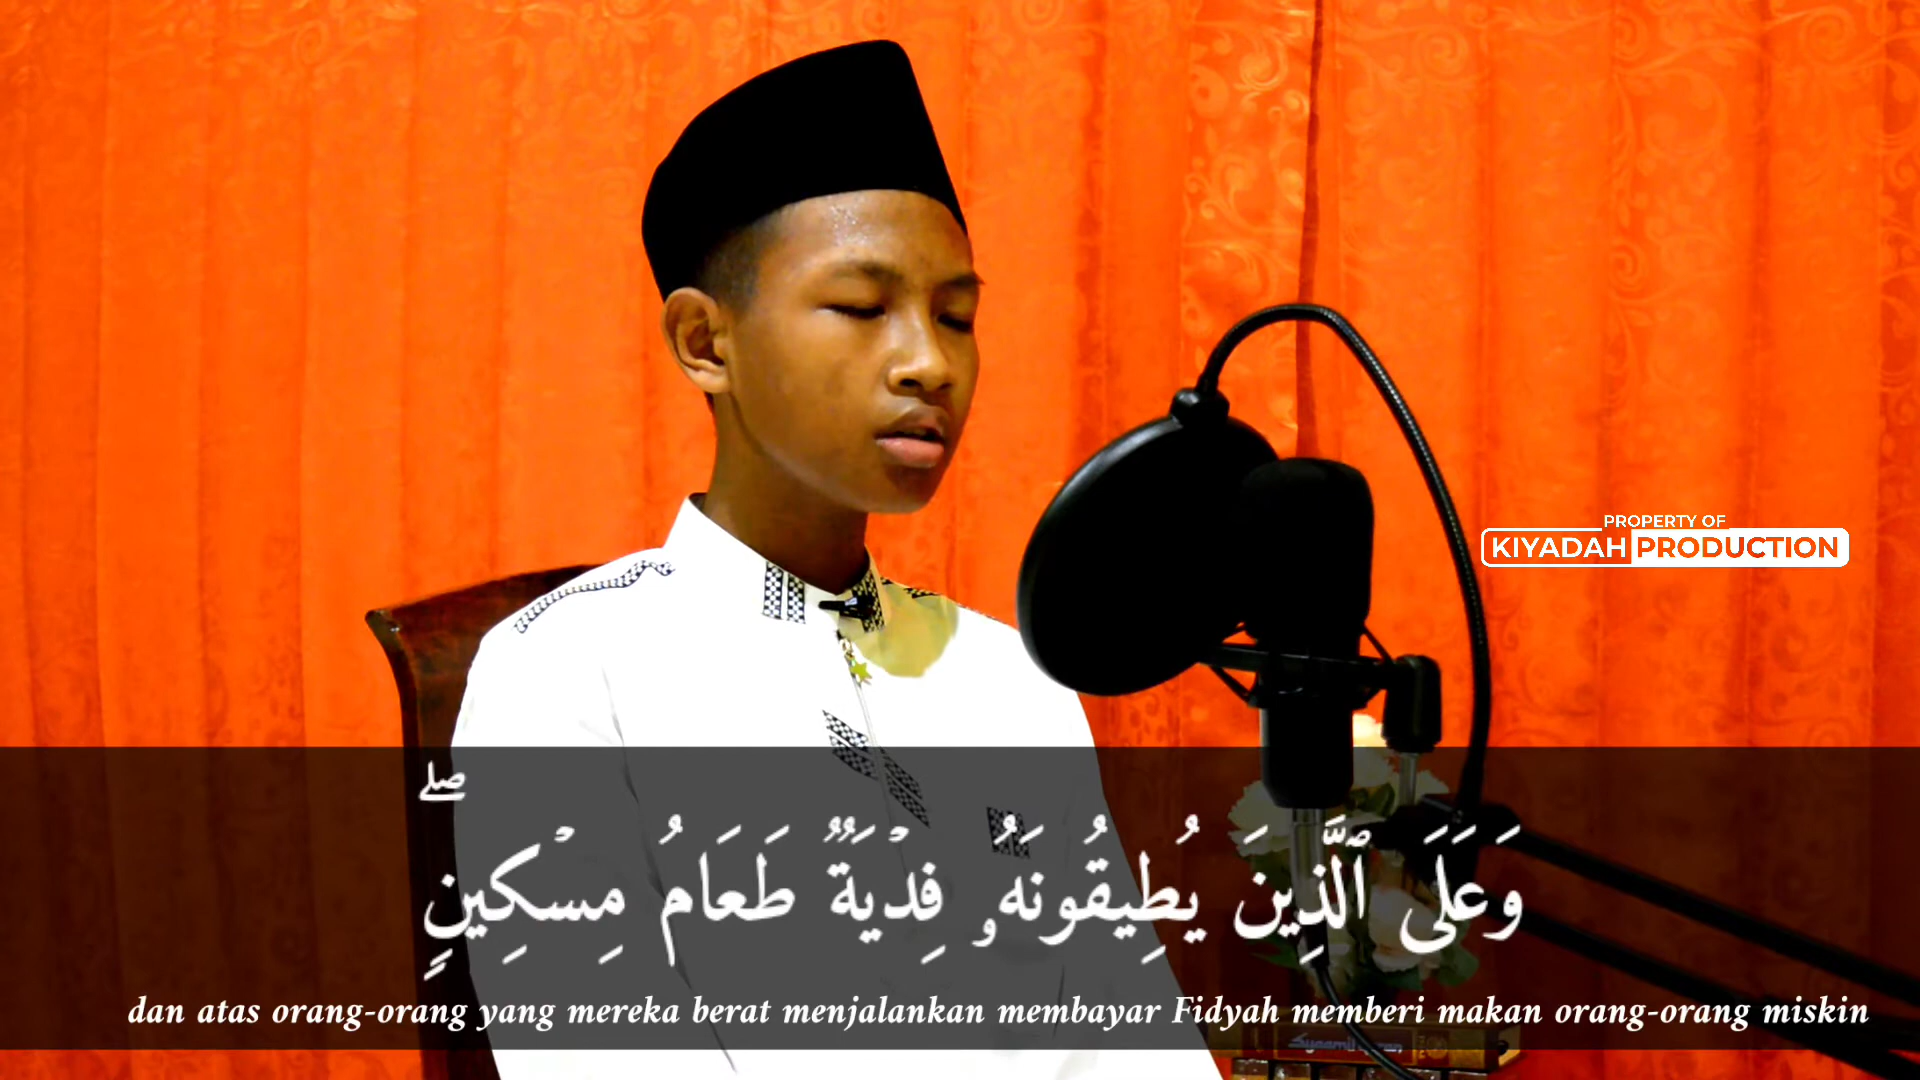 PROPERTY OF
KIYADAH PRODUCTION
وَعَلَى ٱلَّذِينَ يُطِيقُونَهُۥ فِدْيَةٌ طَعَامُ مِسْكِينٍۖ
dan atas orang-orang yang mereka berat menjalankan membayar Fidyah memberi makan orang-orang miskin